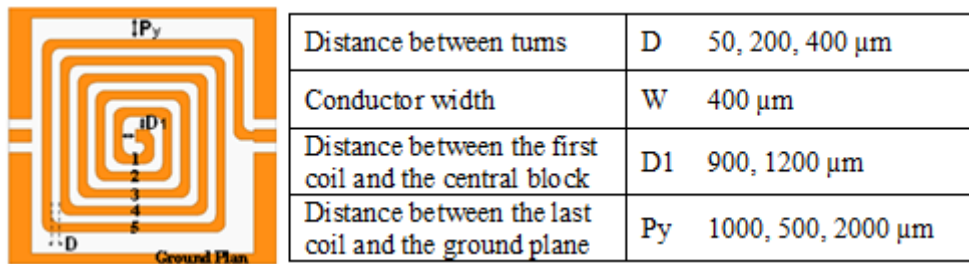 Py
D1
1
2
3
4
5
D
Ground Plan
Distance between turns D 50, 200, 400 µm
Conductor width W 400 µm
Distance between the first
coil and the central block D1 900, 1200 µm
Distance between the last
coil and the ground plane Py 1000, 500, 2000 µm